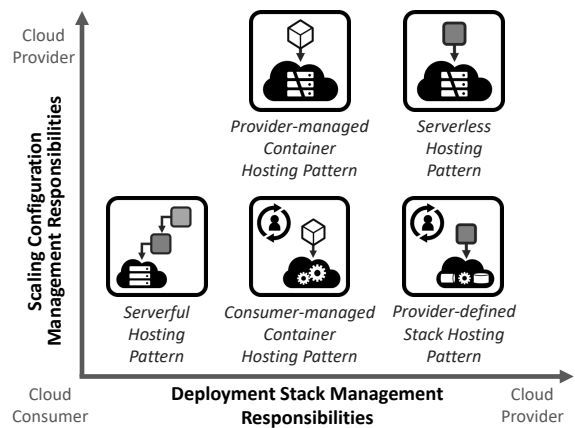 Cloud
Provider
Scaling Configuration
Management Responsibilities
Provider-managed
Container
Hosting Pattern
Serverless
Hosting
Pattern
Serverful
Hosting
Pattern
Consumer-managed
Container
Hosting Pattern
Provider-defined
Stack Hosting
Pattern
Cloud
Consumer
Deployment Stack Management
Responsibilities
Cloud
Provider